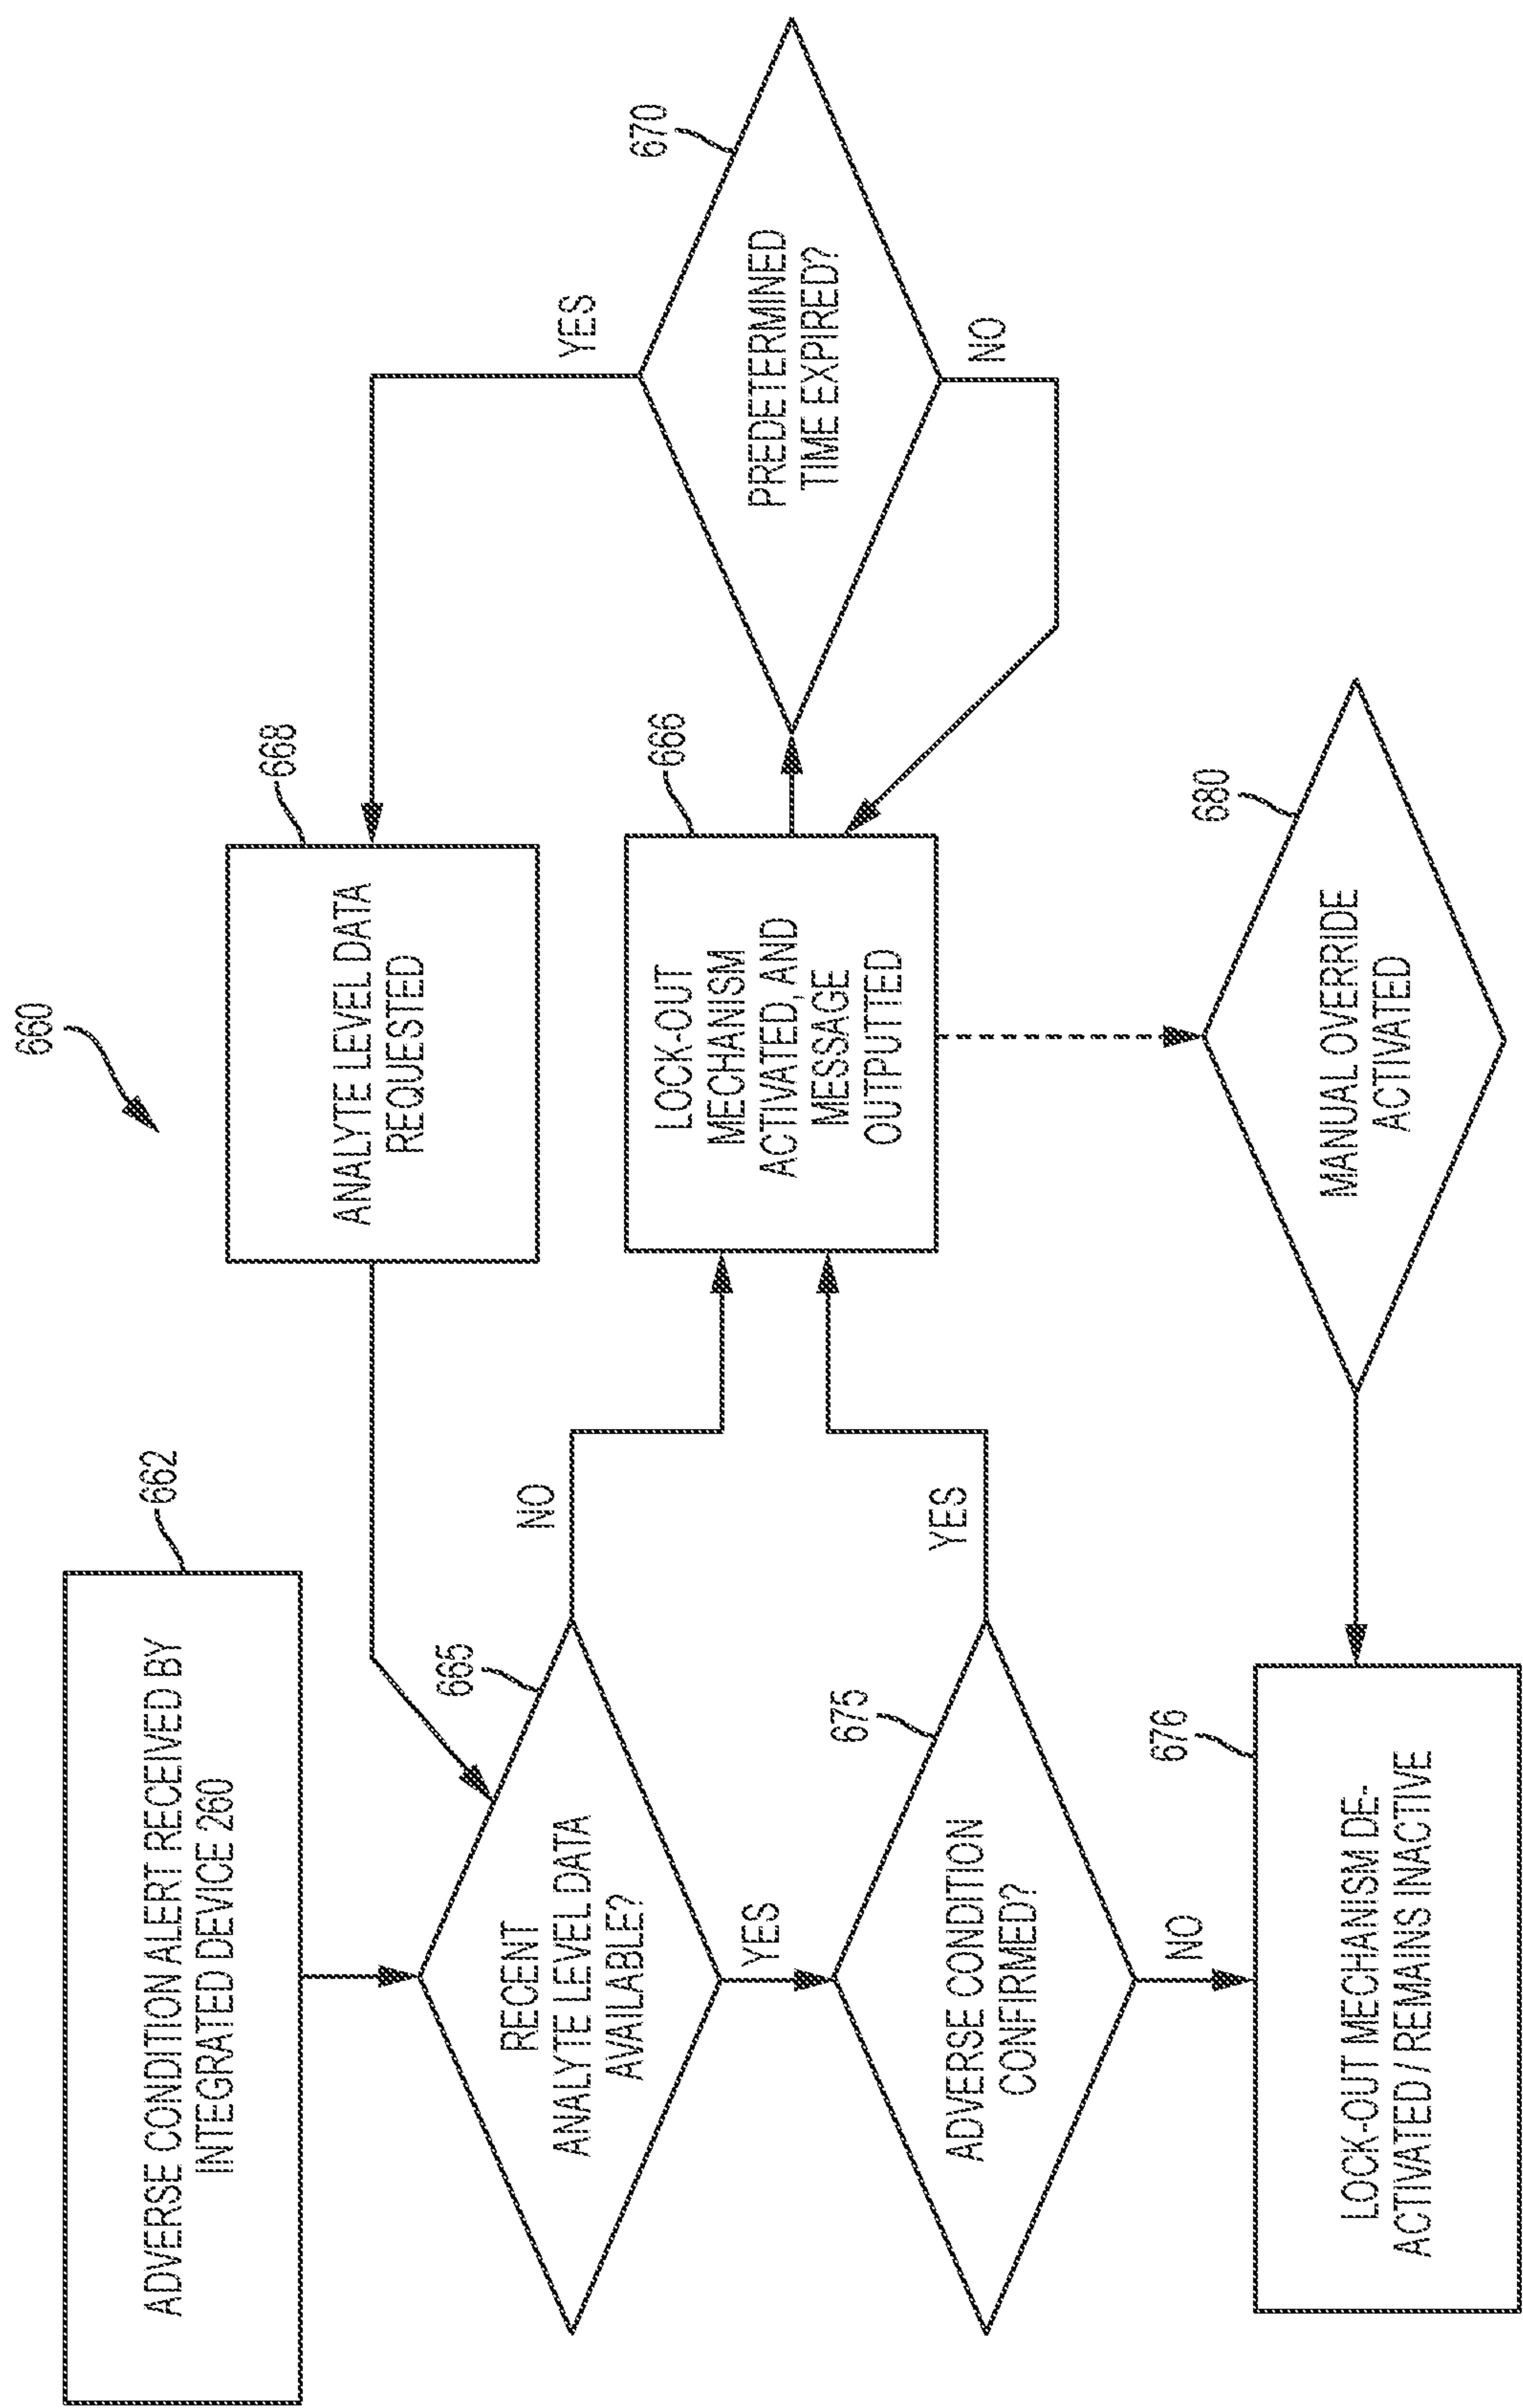 660
662
ADVERSE CONDITION ALERT RECEIVED BY
INTEGRATED DEVICE 260
668
ANALYTE LEVEL DATA
REQUESTED
YES
665
RECENT
ANALYTE LEVEL DATA
AVAILABLE?
NO
666
LOCK-OUT
MECHANISM
ACTIVATED, AND
MESSAGE
OUTPUTTED
670
PREDETERMINED
TIME EXPIRED?
NO
YES
675
ADVERSE CONDITION
CONFIRMED?
YES
NO
676
LOCK-OUT MECHANISM DE-
ACTIVATED / REMAINS INACTIVE
680
MANUAL OVERRIDE
ACTIVATED